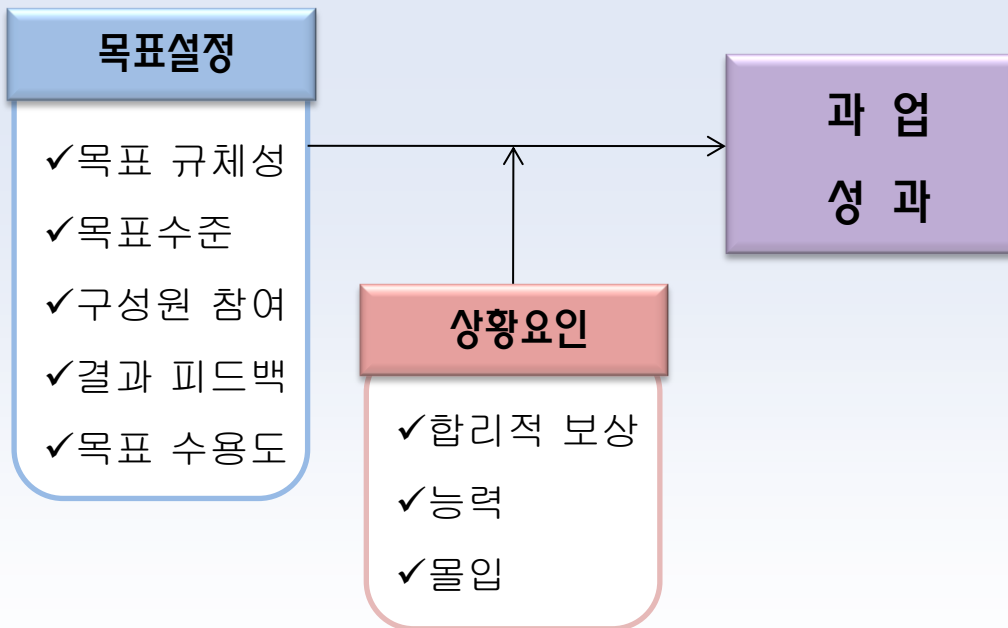 목표설정
✓목표 규체성
✓목표수준
✓구성원 참여
✓결과 피드백
✓목표 수용도
과 업
성 과
상황요인
✓합리적 보상
✓능력
✓몰입